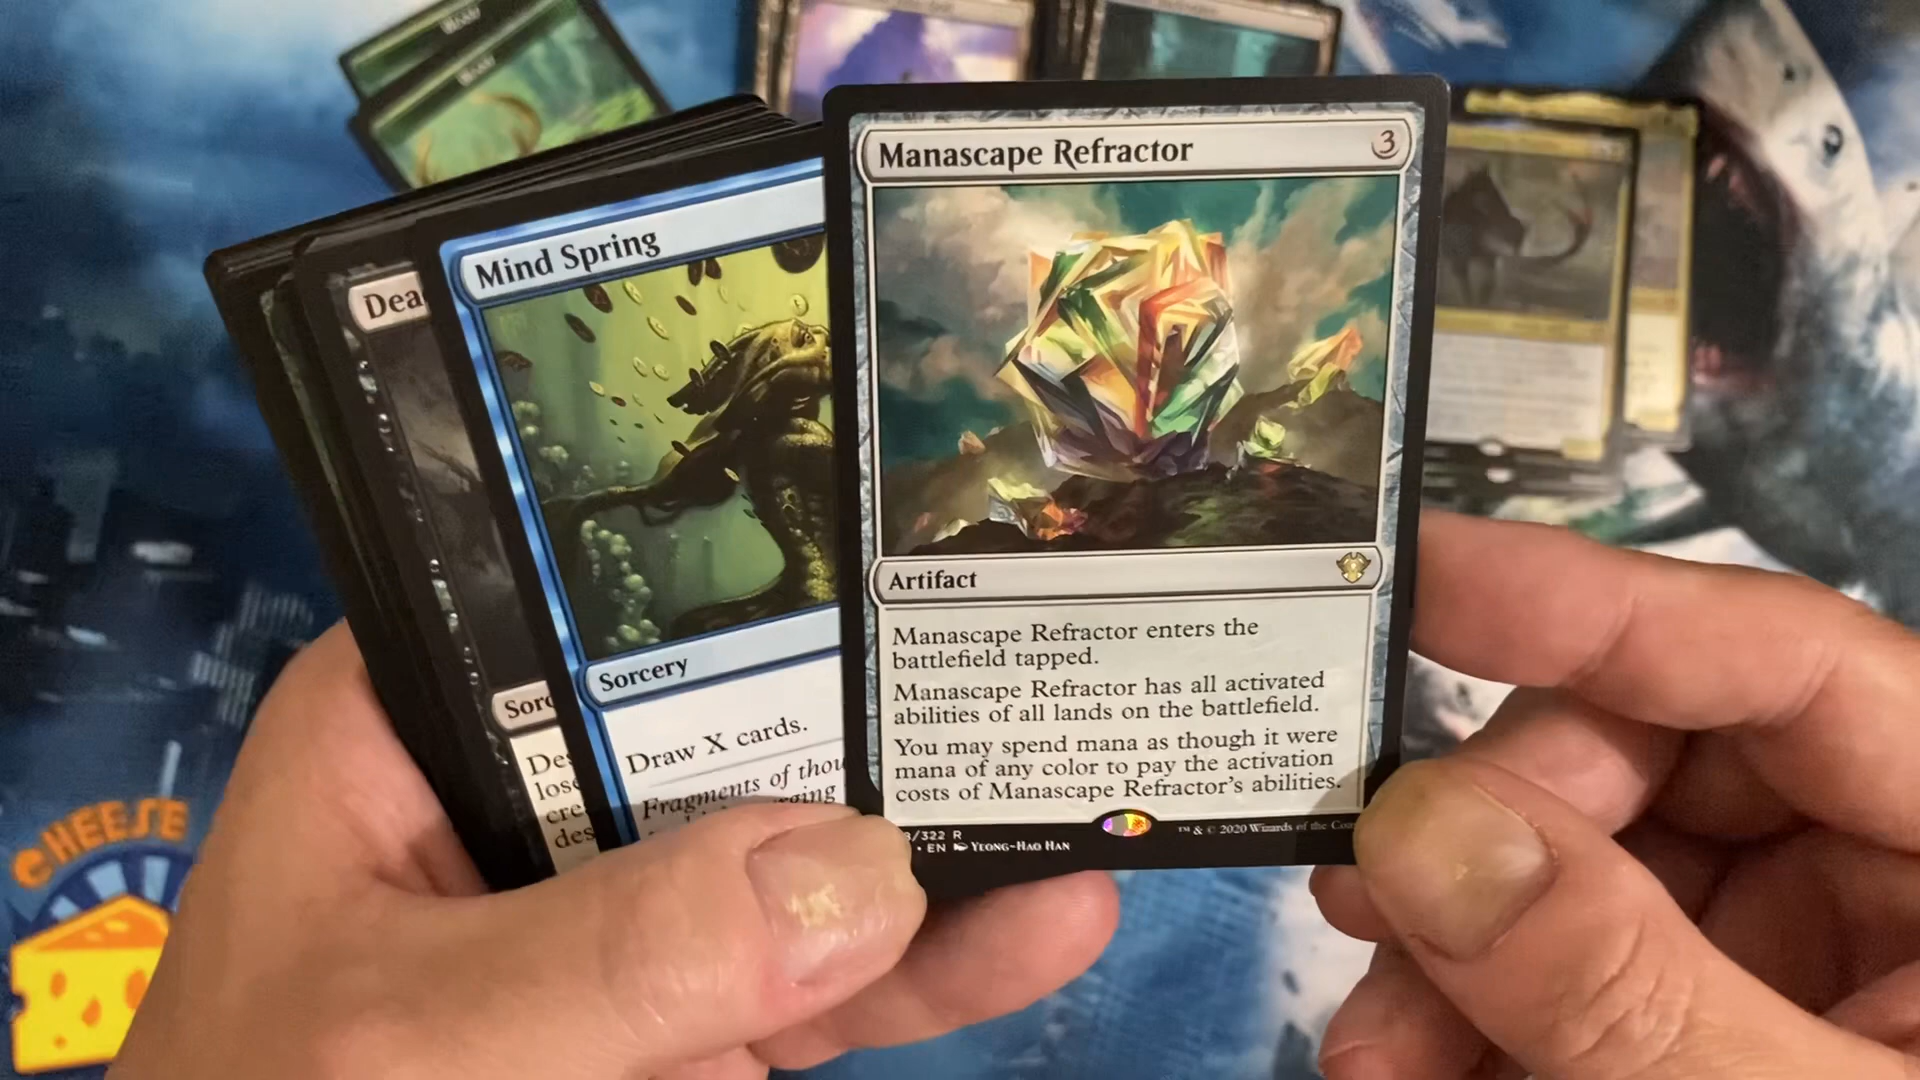 Manascape Refractor
3
Artifact
Manascape Refractor enters the
battlefield tapped.
Manascape Refractor has all activated
abilities of all lands on the battlefield.
You may spend mana as though it were
mana of any color to pay the activation
costs of Manascape Refractor's abilities.
/322 R
• EN Yeong-Hao Han
™ & © 2020 Wizards of the
Mind Spring
Sorcery
Draw X cards.
Fragments of
CHEESE